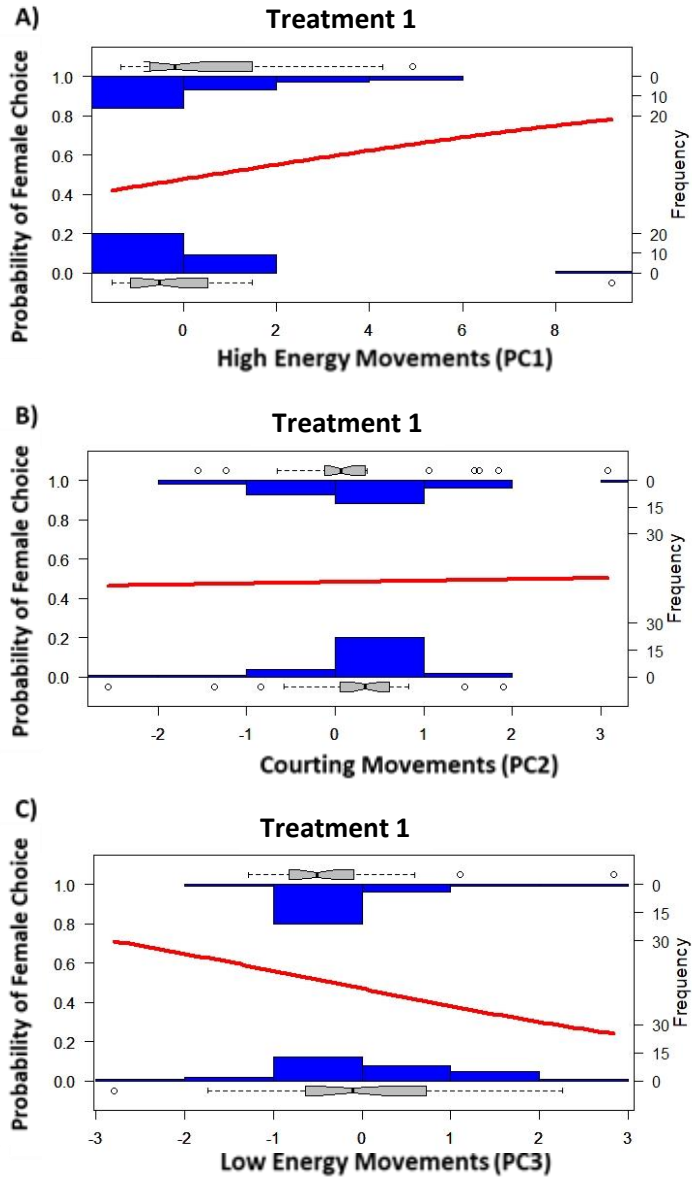 A)
Treatment 1
Probability of Female Choice
1.0
0.8
0.6
0.4
0.2
0.0
0
10
20
20
10
0
Frequency
0 2 4 6 8
High Energy Movements (PC1)
B)
Treatment 1
Probability of Female Choice
1.0
0.8
0.6
0.4
0.2
0.0
0
15
30
30
15
0
Frequency
-2 -1 0 1 2 3
Courting Movements (PC2)
C)
Treatment 1
Probability of Female Choice
1.0
0.8
0.6
0.4
0.2
0.0
0
15
30
30
15
0
Frequency
-3 -2 -1 0 1 2 3
Low Energy Movements (PC3)